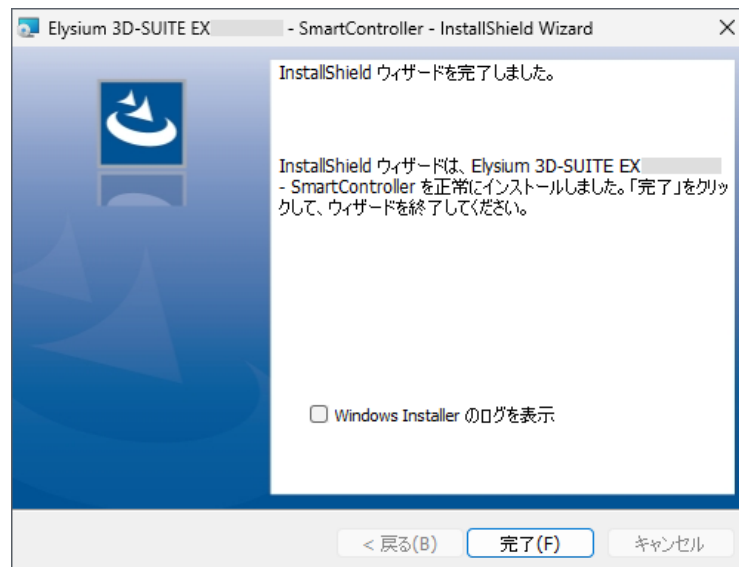 Elysium 3D-SUITE EX - SmartController - InstallShield Wizard
InstallShield ウィザードを完了しました。
InstallShield ウィザードは、Elysium 3D-SUITE EX
- SmartController を正常にインストールしました。「完了」をクリッ
クして、ウィザードを終了してください。
Windows Installer のログを表示
< 戻る(B)
完了(F)
キャンセル